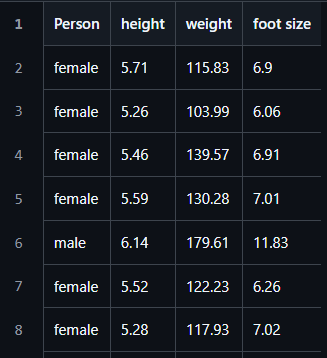 1 Person height weight foot size
2 female 5.71 115.83 6.9
3 female 5.26 103.99 6.06
4 female 5.46 139.57 6.91
5 female 5.59 130.28 7.01
6 male 6.14 179.61 11.83
7 female 5.52 122.23 6.26
8 female 5.28 117.93 7.02